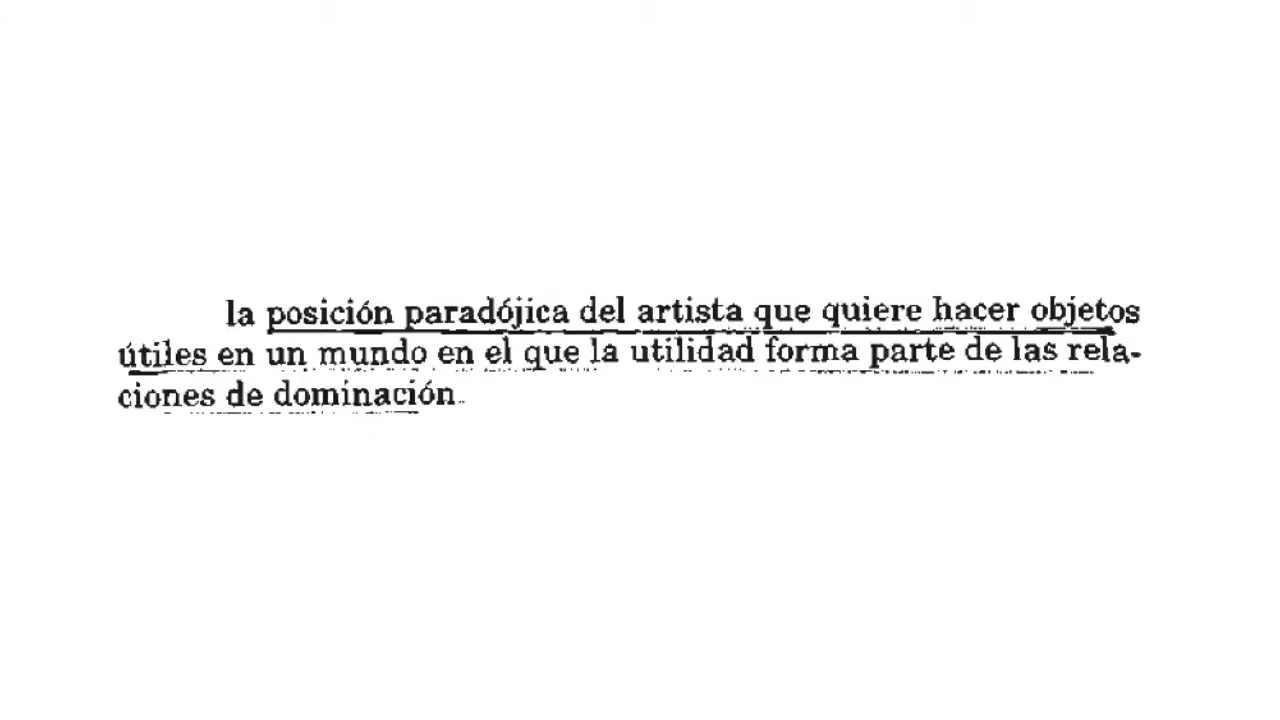 la posición paradójica del artista que quiere hacer objetos
útiles en un mundo en el que la utilidad forma parte de las rela-
ciones de dominación.